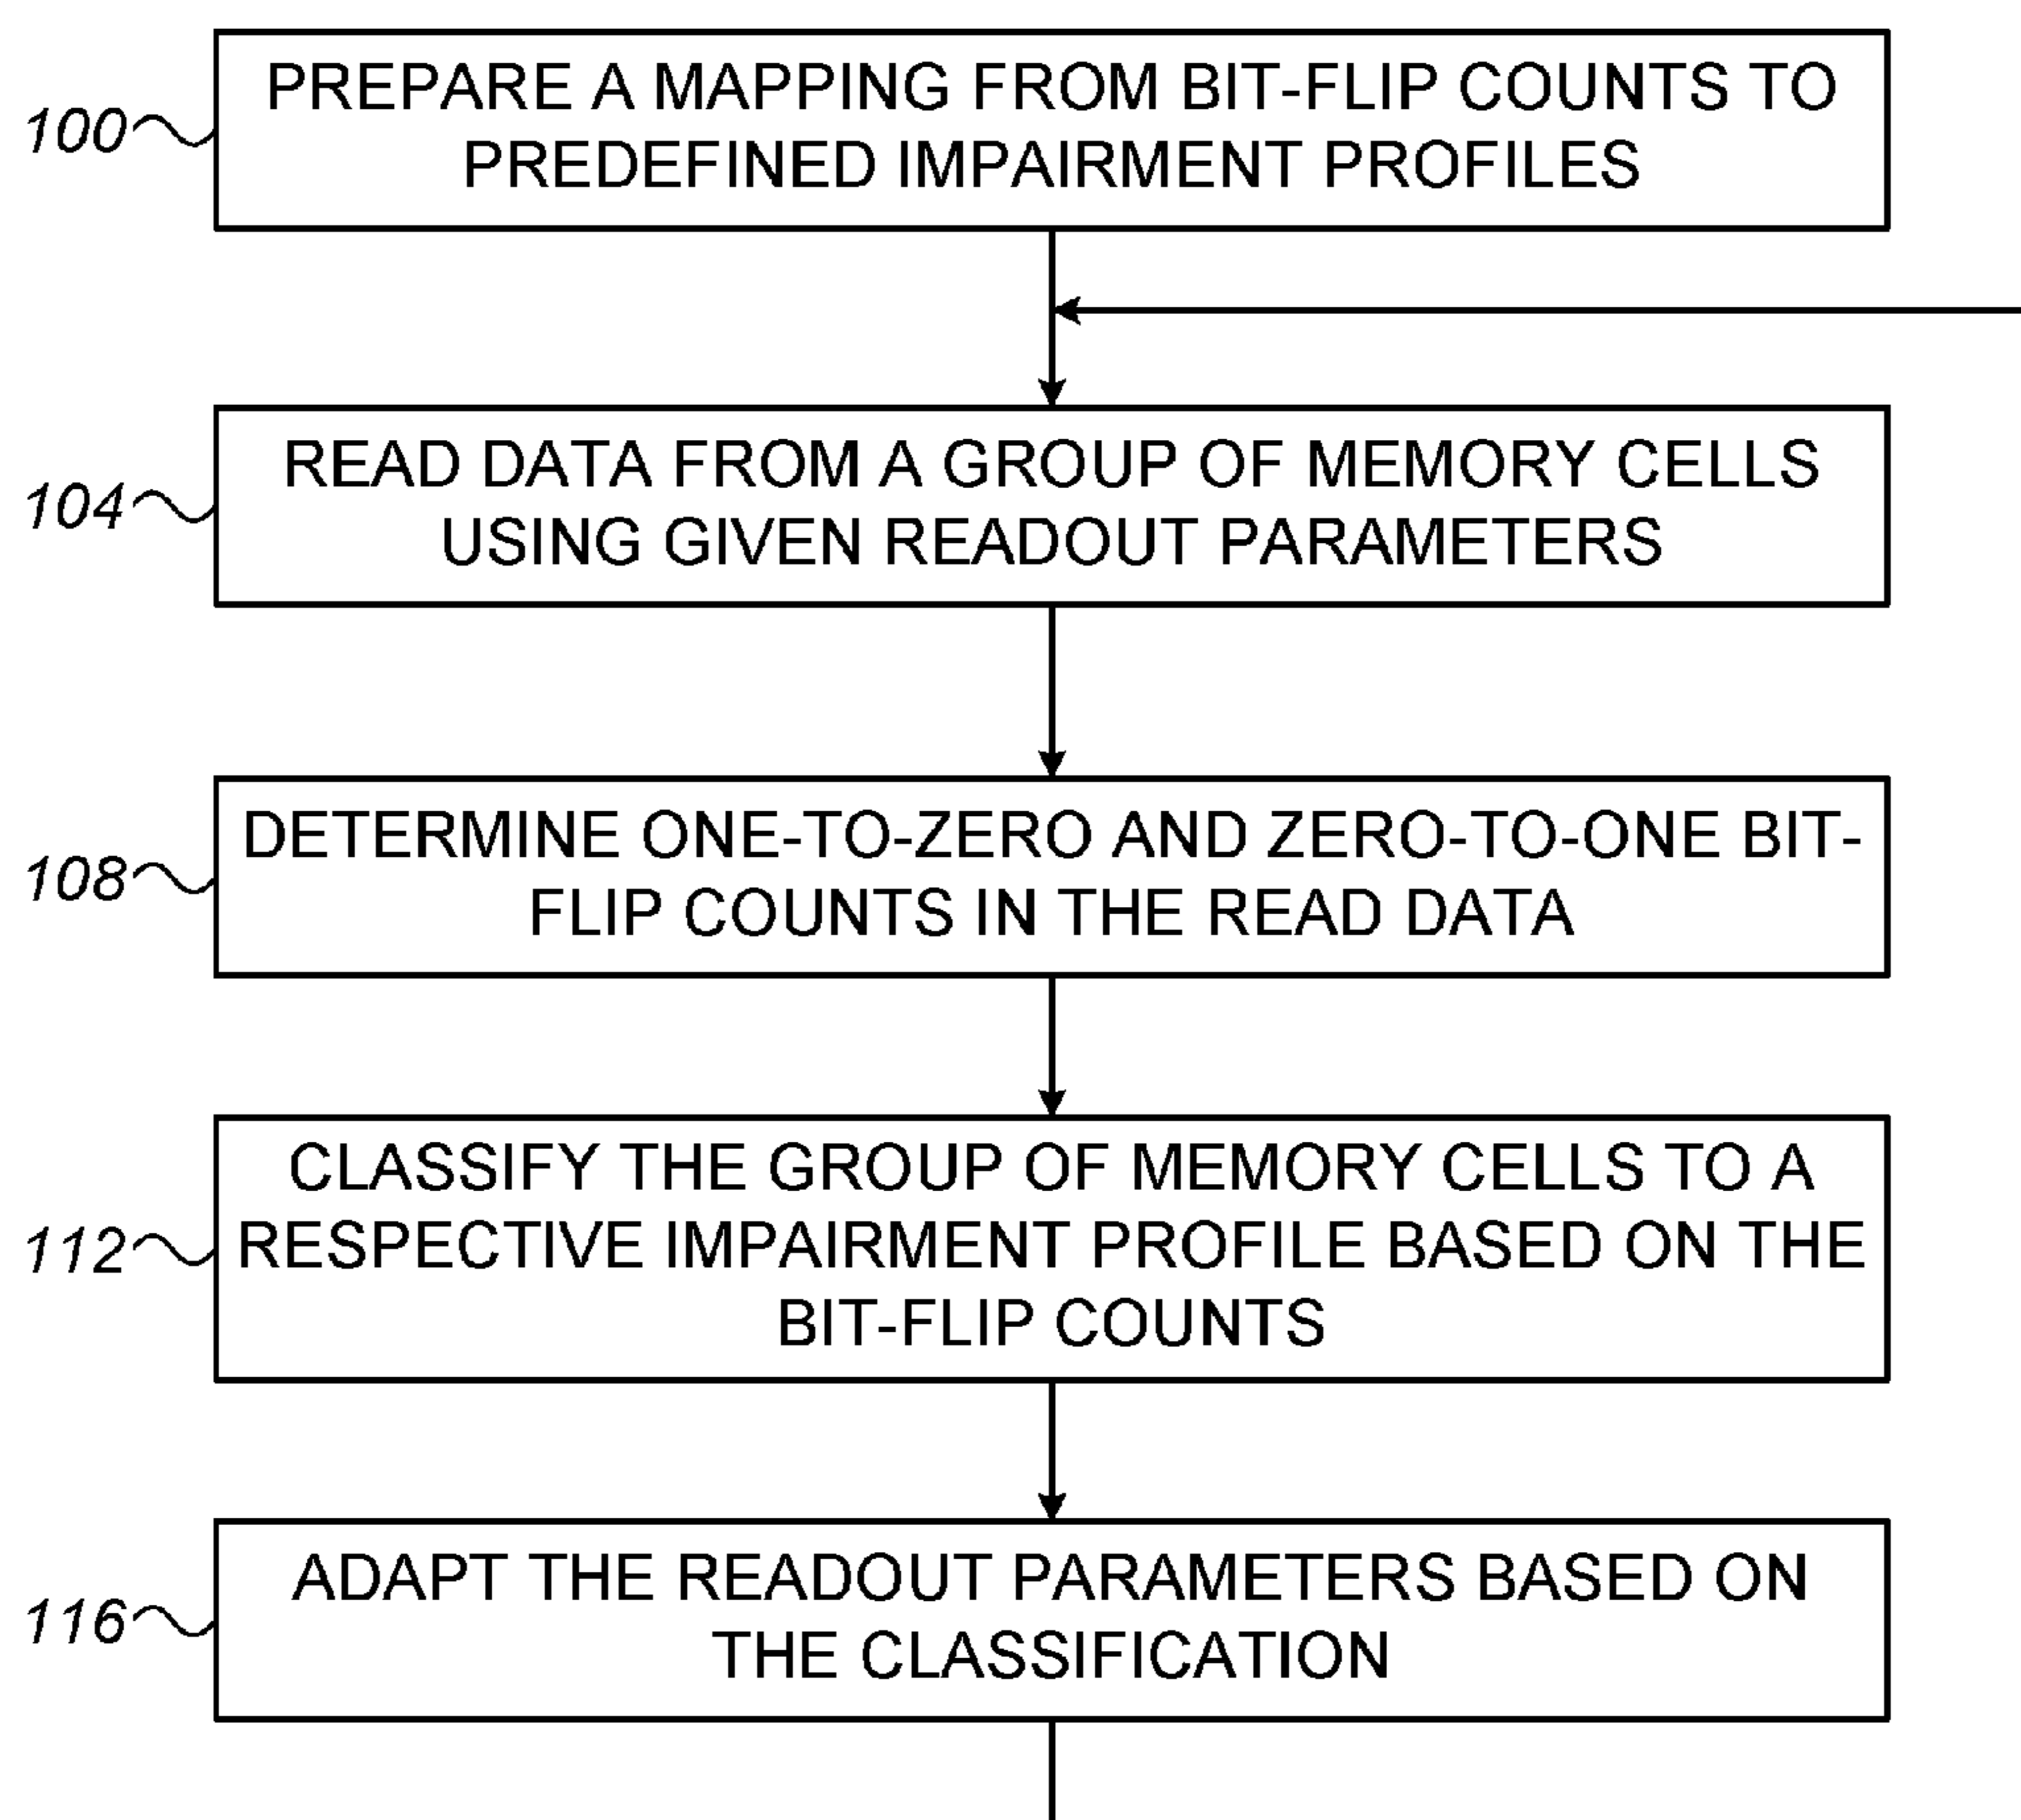 PREPARE A MAPPING FROM BIT-FLIP COUNTS TO
100
PREDEFINED IMPAIRMENT PROFILES
READ DATA FROM A GROUP OF MEMORY CELLS
104
USING GIVEN READOUT PARAMETERS
DETERMINE ONE-TO-ZERO AND ZERO-TO-ONE BIT-
108
FLIP COUNTS IN THE READ DATA
CLASSIFY THE GROUP OF MEMORY CELLS TO A
112
RESPECTIVE IMPAIRMENT PROFILE BASED ON THE
BIT-FLIP COUNTS
ADAPT THE READOUT PARAMETERS BASED ON
116
THE CLASSIFICATION